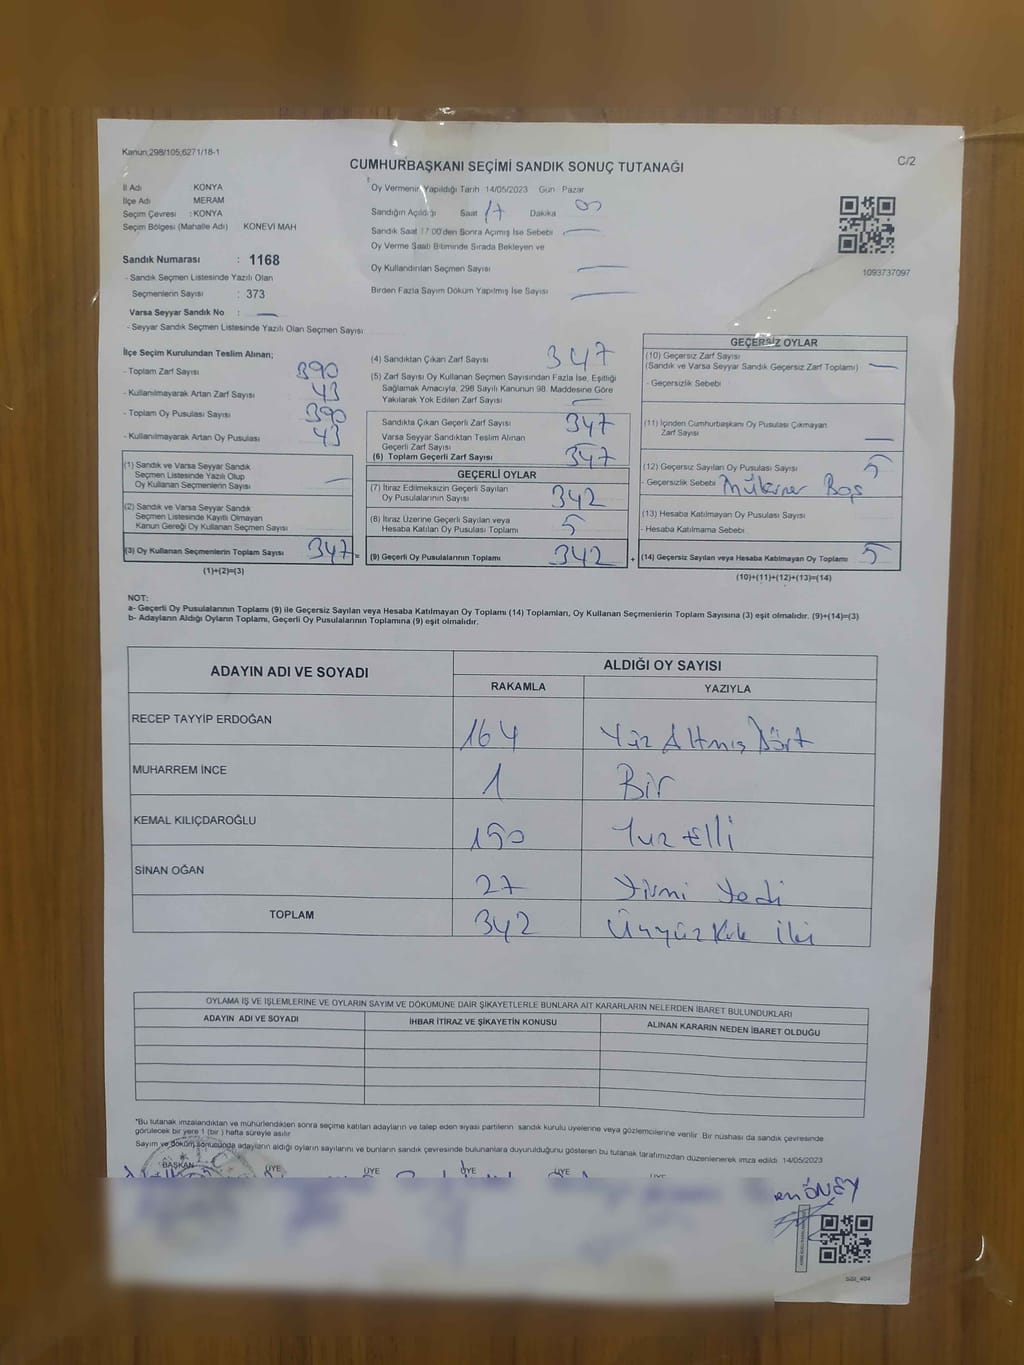 Kanun,298/105,6271/18-1
CUMHURBAŞKANI SEÇİMİ SANDIK SONUÇ TUTANAĞI
C/2
İl Adı KONYA
İlçe Adı MERAM
Seçim Çevresi : KONYA
Seçim Bölgesi (Mahalle Adı) KONEVI MAH
Sandık Numarası : 1168
- Sandık Seçmen Listesinde Yazılı Olan
Seçmenlerin Sayısı : 373
Varsa Seyyar Sandık No : —
- Seyyar Sandık Seçmen Listesinde Yazılı Olan Seçmen Sayısı
Oy Vermenin Yapıldığı Tarih 14/05/2023 Gün Pazar
Sandığın Açıldığı Saat 17 Dakika 00
Sandık Saat 17:00'den Sonra Açımış İse Sebebi —
Oy Verme Saati Bitiminde Sırada Bekleyen ve
Oy Kullandırılan Seçmen Sayısı —
Birden Fazla Sayım Döküm Yapılmış İse Sayısı —
1093737097
İlçe Seçim Kurulundan Teslim Alınan;
- Toplam Zarf Sayısı 390
- Kullanılmayarak Artan Zarf Sayısı 43
- Toplam Oy Pusulası Sayısı 390
- Kullanılmayarak Artan Oy Pusulası 43
(1) Sandık ve Varsa Seyyar Sandık
Seçmen Listesinde Yazılı Olup
Oy Kullanan Seçmenlerin Sayısı —
(2) Sandık ve Varsa Seyyar Sandık
Seçmen Listesinde Kayıtlı Olmayan
Kanun Gereği Oy Kullanan Seçmen Sayısı
(3) Oy Kullanan Seçmenlerin Toplam Sayısı 347 =
(1)+(2)=(3)
(4) Sandıktan Çıkan Zarf Sayısı 347
(5) Zarf Sayısı Oy Kullanan Seçmen Sayısından Fazla İse, Eşitliği
Sağlamak Amacıyla, 298 Sayılı Kanunun 98. Maddesine Göre
Yakılarak Yok Edilen Zarf Sayısı —
Sandıkta Çıkan Geçerli Zarf Sayısı 347
Varsa Seyyar Sandıktan Teslim Alınan
Geçerli Zarf Sayısı —
(6) Toplam Geçerli Zarf Sayısı 347
GEÇERLİ OYLAR
(7) İtiraz Edilmeksizin Geçerli Sayılan
Oy Pusulalarının Sayısı 342
(8) İtiraz Üzerine Geçerli Sayılan veya
Hesaba Katılan Oy Pusulası Toplamı 5
(9) Geçerli Oy Pusulalarının Toplamı 342 +
GEÇERSİZ OYLAR
(10) Geçersiz Zarf Sayısı
(Sandık ve Varsa Seyyar Sandık Geçersiz Zarf Toplamı) —
- Geçersizlik Sebebi
(11) İçinden Cumhurbaşkanı Oy Pusulası Çıkmayan
Zarf Sayısı —
(12) Geçersiz Sayılan Oy Pusulası Sayısı 5
- Geçersizlik Sebebi Boş
(13) Hesaba Katılmayan Oy Pusulası Sayısı
- Hesaba Katılmama Sebebi
(14) Geçersiz Sayılan veya Hesaba Katılmayan Oy Toplamı 5
(10)+(11)+(12)+(13)=(14)
NOT:
a- Geçerli Oy Pusulalarının Toplamı (9) ile Geçersiz Sayılan veya Hesaba Katılmayan Oy Toplamı (14) Toplamları, Oy Kullanan Seçmenlerin Toplam Sayısına (3) eşit olmalıdır. (9)+(14)=(3)
b- Adayların Aldığı Oyların Toplamı, Geçerli Oy Pusulalarının Toplamına (9) eşit olmalıdır.
ADAYIN ADI VE SOYADI ALDIĞI OY SAYISI
RAKAMLA YAZIYLA
RECEP TAYYİP ERDOĞAN 164 Yüz Altmış Dört
MUHARREM İNCE 1 Bir
KEMAL KILIÇDAROĞLU 150 Yuz Elli
SİNAN OĞAN 27 Yirmi Yedi
TOPLAM 342 Üçyüz Kırk İki
OYLAMA İŞ VE İŞLEMLERİNE VE OYLARIN SAYIM VE DÖKÜMÜNE DAİR ŞİKAYETLERLE BUNLARA AİT KARARLARIN NELERDEN İBARET BULUNDUKLARI
ADAYIN ADI VE SOYADI İHBAR İTİRAZ VE ŞİKAYETİN KONUSU ALINAN KARARIN NEDEN İBARET OLDUĞU
*Bu tutanak imzalandıktan ve mühürlendikten sonra seçime katılan adayların ve talep eden siyasi partilerin sandık kurulu üyelerine veya gözlemcilerine verilir. Bir nüshası da sandık çevresinde
görülecek bir yere 1 (bir ) hafta süreyle asılır
Sayım ve döküm sonucunda adayların aldığı oyların sayılarını ve bunların sandık çevresinde bulunanlara duyurulduğunu gösteren bu tutanak tarafımızdan düzenlenerek imza edildi. 14/05/2023
BAŞKAN ÜYE ÜYE ÜYE ÜYE ÜYE
ÖNEY